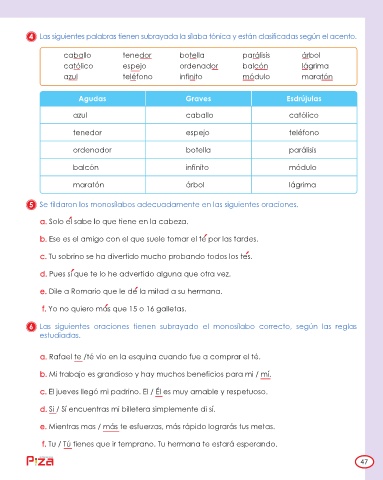 4 Las siguientes palabras tienen subrayada la sílaba tónica y están clasificadas según el acento.
caballo tenedor botella parálisis árbol
católico espejo ordenador balcón lágrima
azul teléfono infinito módulo maratón
Agudas Graves Esdrújulas
azul caballo católico
tenedor espejo teléfono
ordenador botella parálisis
balcón infinito módulo
maratón árbol lágrima
5 Se tildaron los monosílabos adecuadamente en las siguientes oraciones.
a. Solo él sabe lo que tiene en la cabeza.
b. Ese es el amigo con el que suele tomar el té por las tardes.
c. Tu sobrino se ha divertido mucho probando todos los tés.
d. Pues sí que te lo he advertido alguna que otra vez.
e. Dile a Romario que le dé la mitad a su hermana.
f. Yo no quiero más que 15 o 16 galletas.
6 Las siguientes oraciones tienen subrayado el monosílabo correcto, según las reglas
estudiadas.
a. Rafael te /té vio en la esquina cuando fue a comprar el té.
b. Mi trabajo es grandioso y hay muchos beneficios para mi / mí.
c. El jueves llegó mi padrino. El / Él es muy amable y respetuoso.
d. Si / Sí encuentras mi billetera simplemente di sí.
e. Mientras mas / más te esfuerzas, más rápido lograrás tus metas.
f. Tu / Tú tienes que ir temprano. Tu hermana te estará esperando.
47